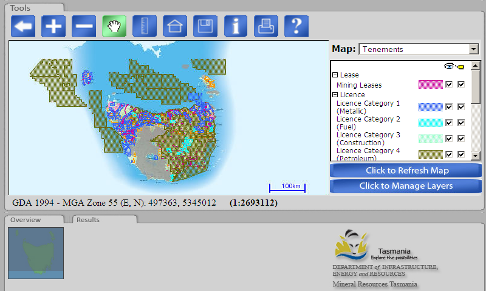 Tools
Map: Tenements
Lease
Mining Leases
Licence
Licence Category 1
(Metalic)
Licence Category 2
(Fuel)
Licence Category 3
(Construction)
Licence Category 4
(Petroleum)
100km
Click to Refresh Map
Click to Manage Layers
GDA 1994 - MGA Zone 55 (E, N): 497363, 5345012 (1:2693112)
Overview
Results
Tasmania
Explore the possibilities
DEPARTMENT of INFRASTRUCTURE,
ENERGY and RESOURCES
Mineral Resources Tasmania